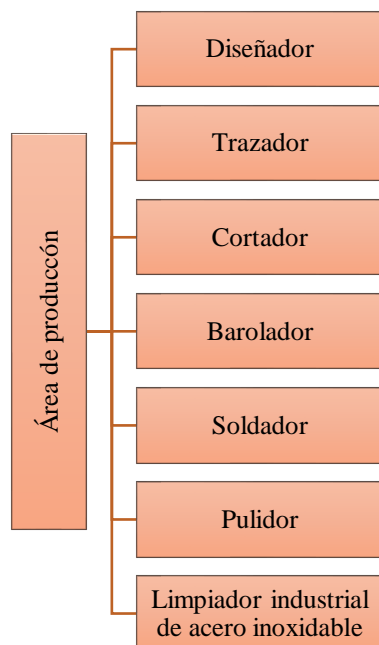 Área de produccón
Diseñador
Trazador
Cortador
Barolador
Soldador
Pulidor
Limpiador industrial
de acero inoxidable